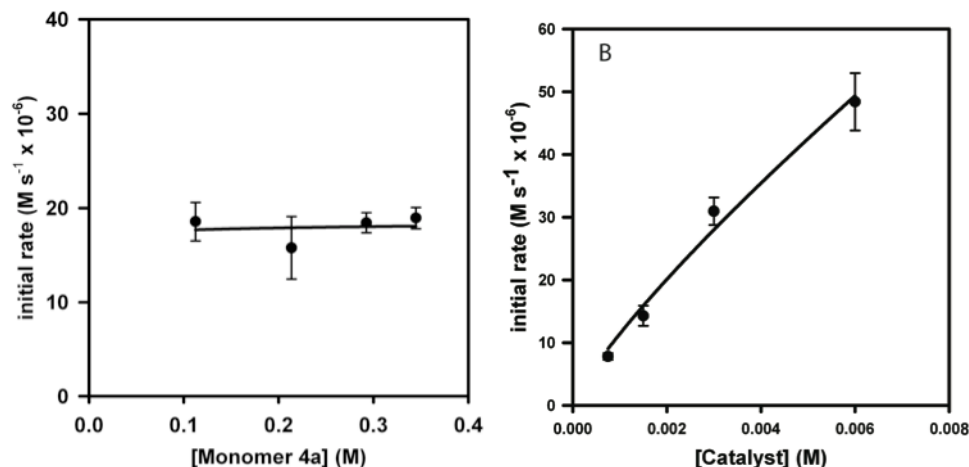 initial rate (M s⁻¹ x 10⁻⁶)
40
30
20
10
0
0.0 0.1 0.2 0.3 0.4
[Monomer 4a] (M)
B
initial rate (M s⁻¹ x 10⁻⁶)
60
50
40
30
20
10
0
0.000 0.002 0.004 0.006 0.008
[Catalyst] (M)